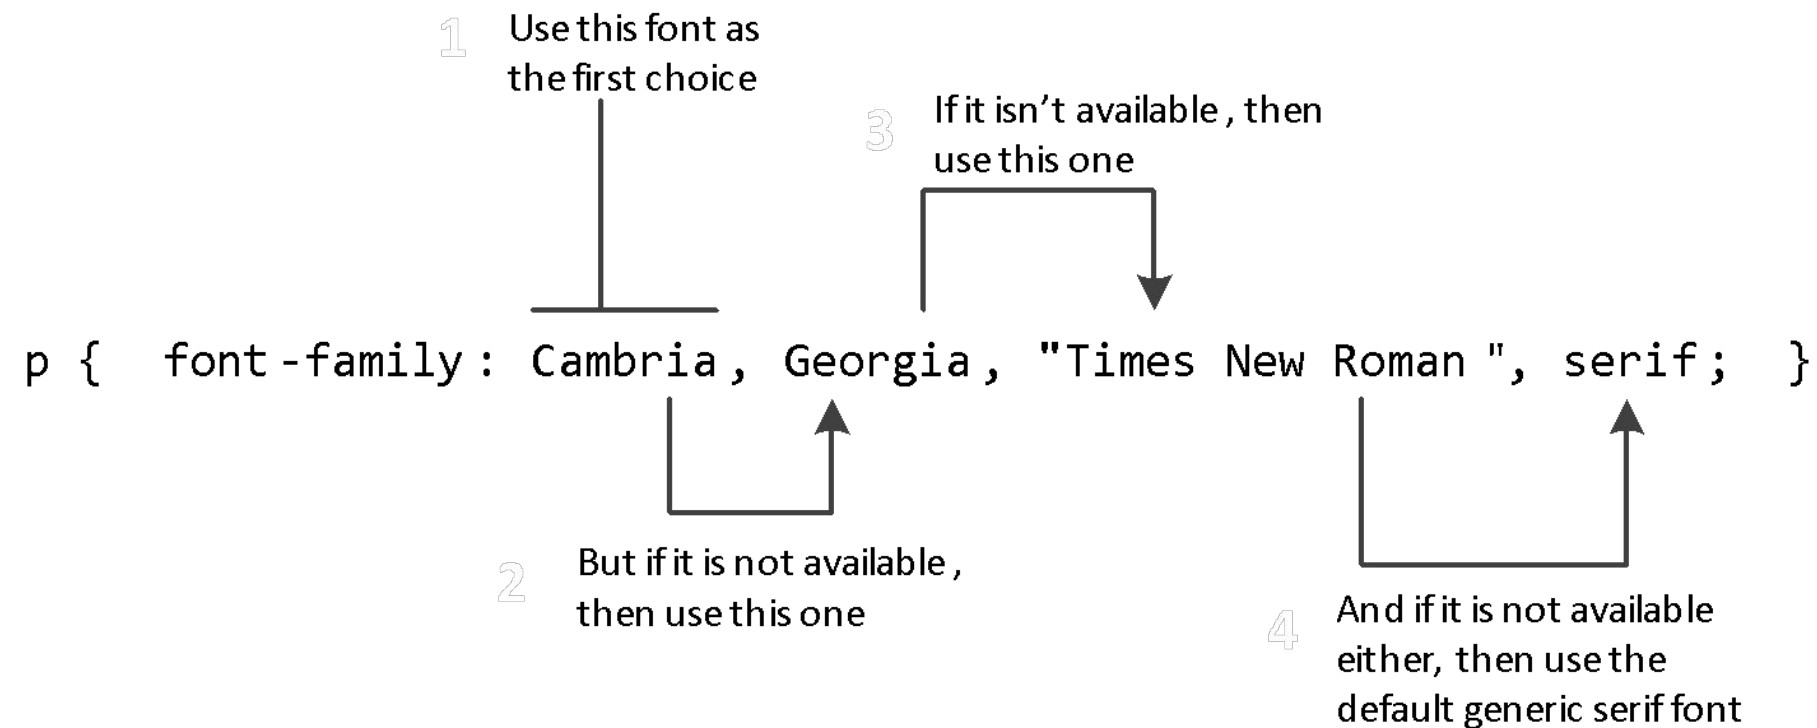 1
Use this font as
the first choice
3
If it isn’t available, then
use this one
p { font-family: Cambria, Georgia, "Times New Roman", serif; }
2
But if it is not available,
then use this one
4
And if it is not available
either, then use the
default generic serif font